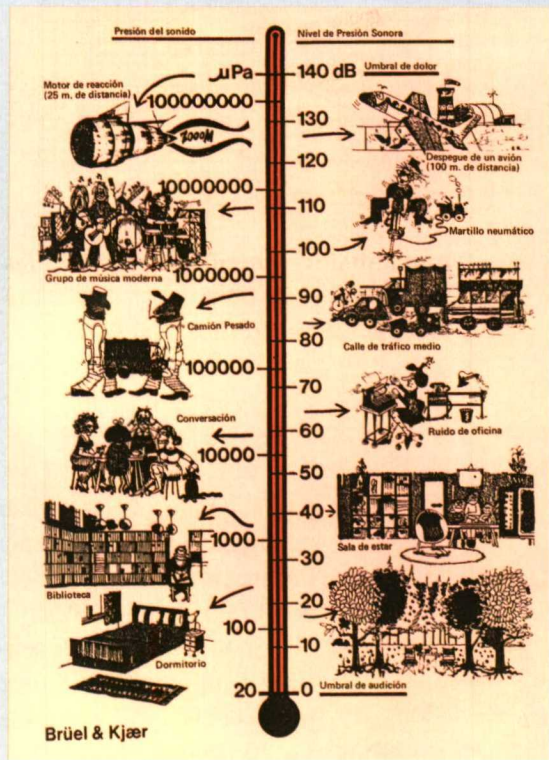 Presión del sonido
Nivel de Presión Sonora
μPa
140 dB
Umbral de dolor
Motor de reacción
(25 m. de distancia)
100000000
130
ZOOOM
120
Despegue de un avión
(100 m. de distancia)
10000000
110
Martillo neumático
100
Grupo de música moderna
1000000
90
Camión Pesado
80
Calle de tráfico medio
100000
70
Conversación
60
Ruido de oficina
10000
50
40
Sala de estar
1000
30
Biblioteca
20
100
10
Dormitorio
20
0
Umbral de audición
Brüel & Kjær